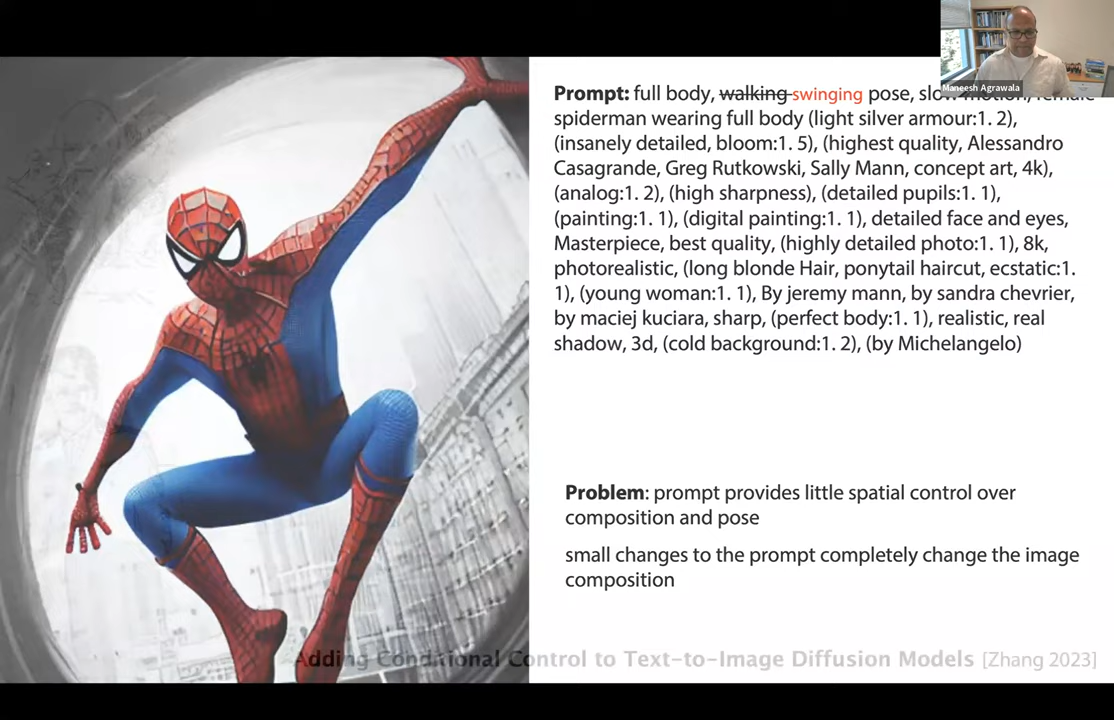 Maneesh Agrawala
Prompt: full body, walking swinging pose, slow motion, female
spiderman wearing full body (light silver armour:1. 2),
(insanely detailed, bloom:1. 5), (highest quality, Alessandro
Casagrande, Greg Rutkowski, Sally Mann, concept art, 4k),
(analog:1. 2), (high sharpness), (detailed pupils:1. 1),
(painting:1. 1), (digital painting:1. 1), detailed face and eyes,
Masterpiece, best quality, (highly detailed photo:1. 1), 8k,
photorealistic, (long blonde Hair, ponytail haircut, ecstatic:1.
1), (young woman:1. 1), By jeremy mann, by sandra chevrier,
by maciej kuciara, sharp, (perfect body:1. 1), realistic, real
shadow, 3d, (cold background:1. 2), (by Michelangelo)
Problem: prompt provides little spatial control over
composition and pose
small changes to the prompt completely change the image
composition
Adding Conditional Control to Text-to-Image Diffusion Models [Zhang 2023]